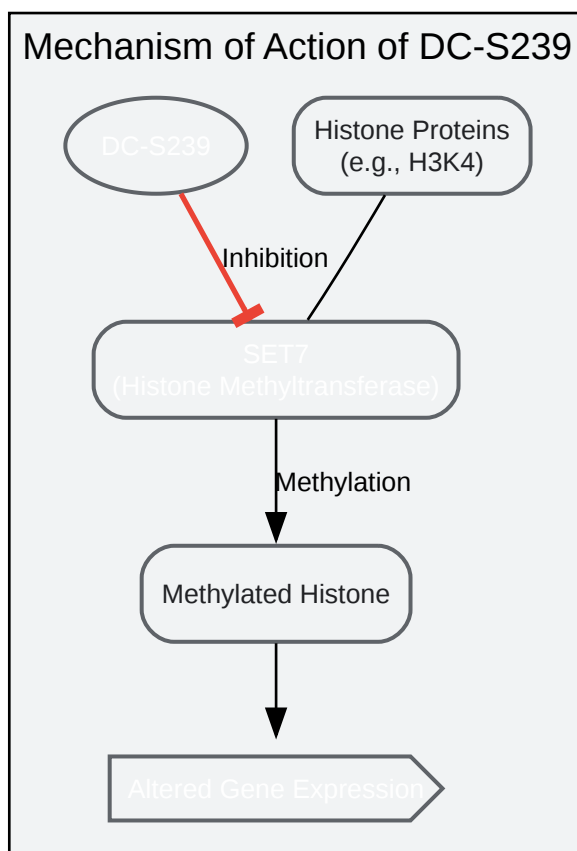 Mechanism of Action of DC-S239
DC-S239
Histone Proteins
(e.g., H3K4)
Inhibition
SET7
(Histone Methyltransferase)
Methylation
Methylated Histone
Altered Gene Expression